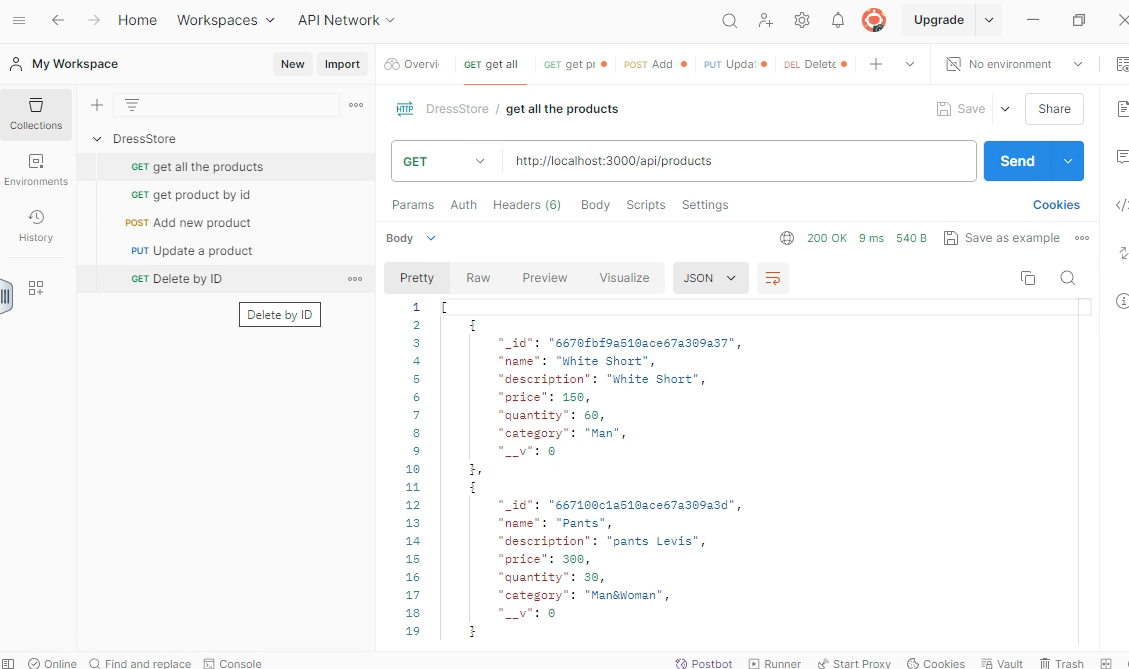 Home Workspaces API Network Upgrade
My Workspace New Import Overvi GET get all GET get pr POST Add PUT Upda DEL Delete No environment
Collections
Environments
History
DressStore
GET get all the products
GET get product by id
POST Add new product
PUT Update a product
GET Delete by ID
Delete by ID
HTTP DressStore / get all the products Save Share
GET http://localhost:3000/api/products Send
Params Auth Headers (6) Body Scripts Settings Cookies
Body 200 OK 9 ms 540 B Save as example
Pretty Raw Preview Visualize JSON
1 [
2 {
3 "_id": "6670fbf9a510ace67a309a37",
4 "name": "White Short",
5 "description": "White Short",
6 "price": 150,
7 "quantity": 60,
8 "category": "Man",
9 "__v": 0
10 },
11 {
12 "_id": "667100c1a510ace67a309a3d",
13 "name": "Pants",
14 "description": "pants Levis",
15 "price": 300,
16 "quantity": 30,
17 "category": "Man&Woman",
18 "__v": 0
19 }
Online Find and replace Console Postbot Runner Start Proxy Cookies Vault Trash